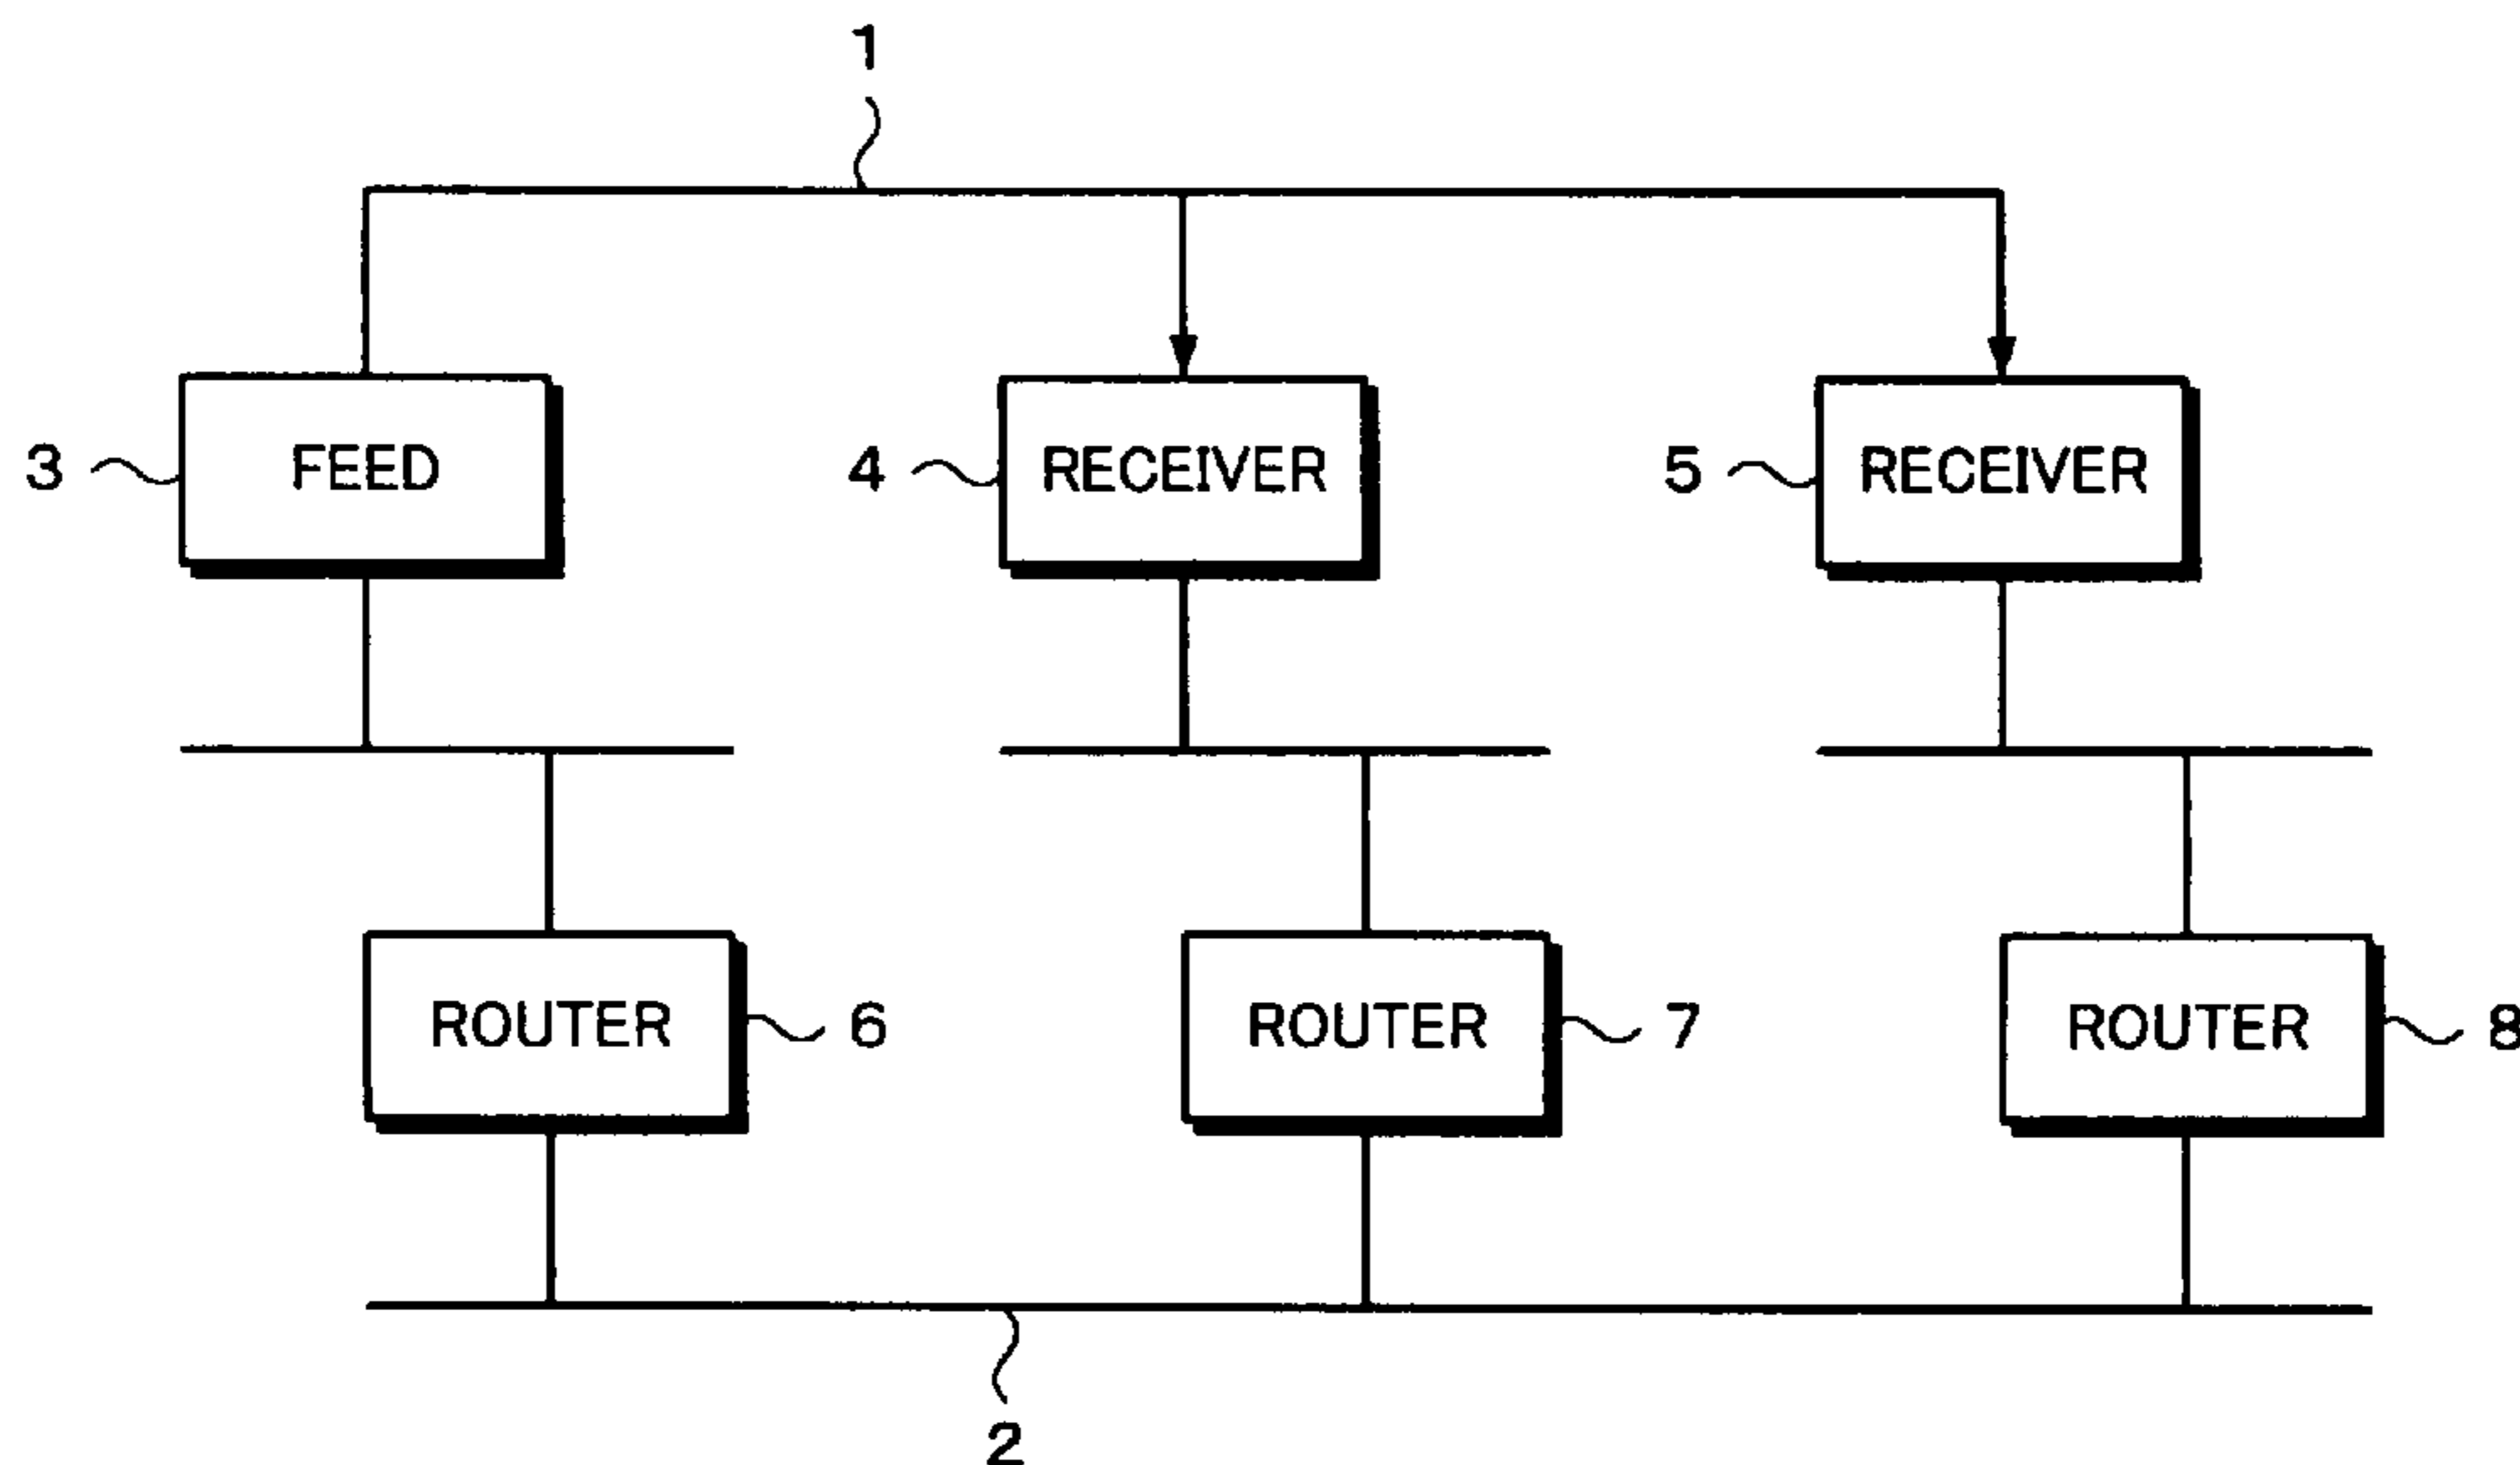 1
3 FEED 4 RECEIVER 5 RECEIVER
ROUTER 6 ROUTER 7 ROUTER 8
2